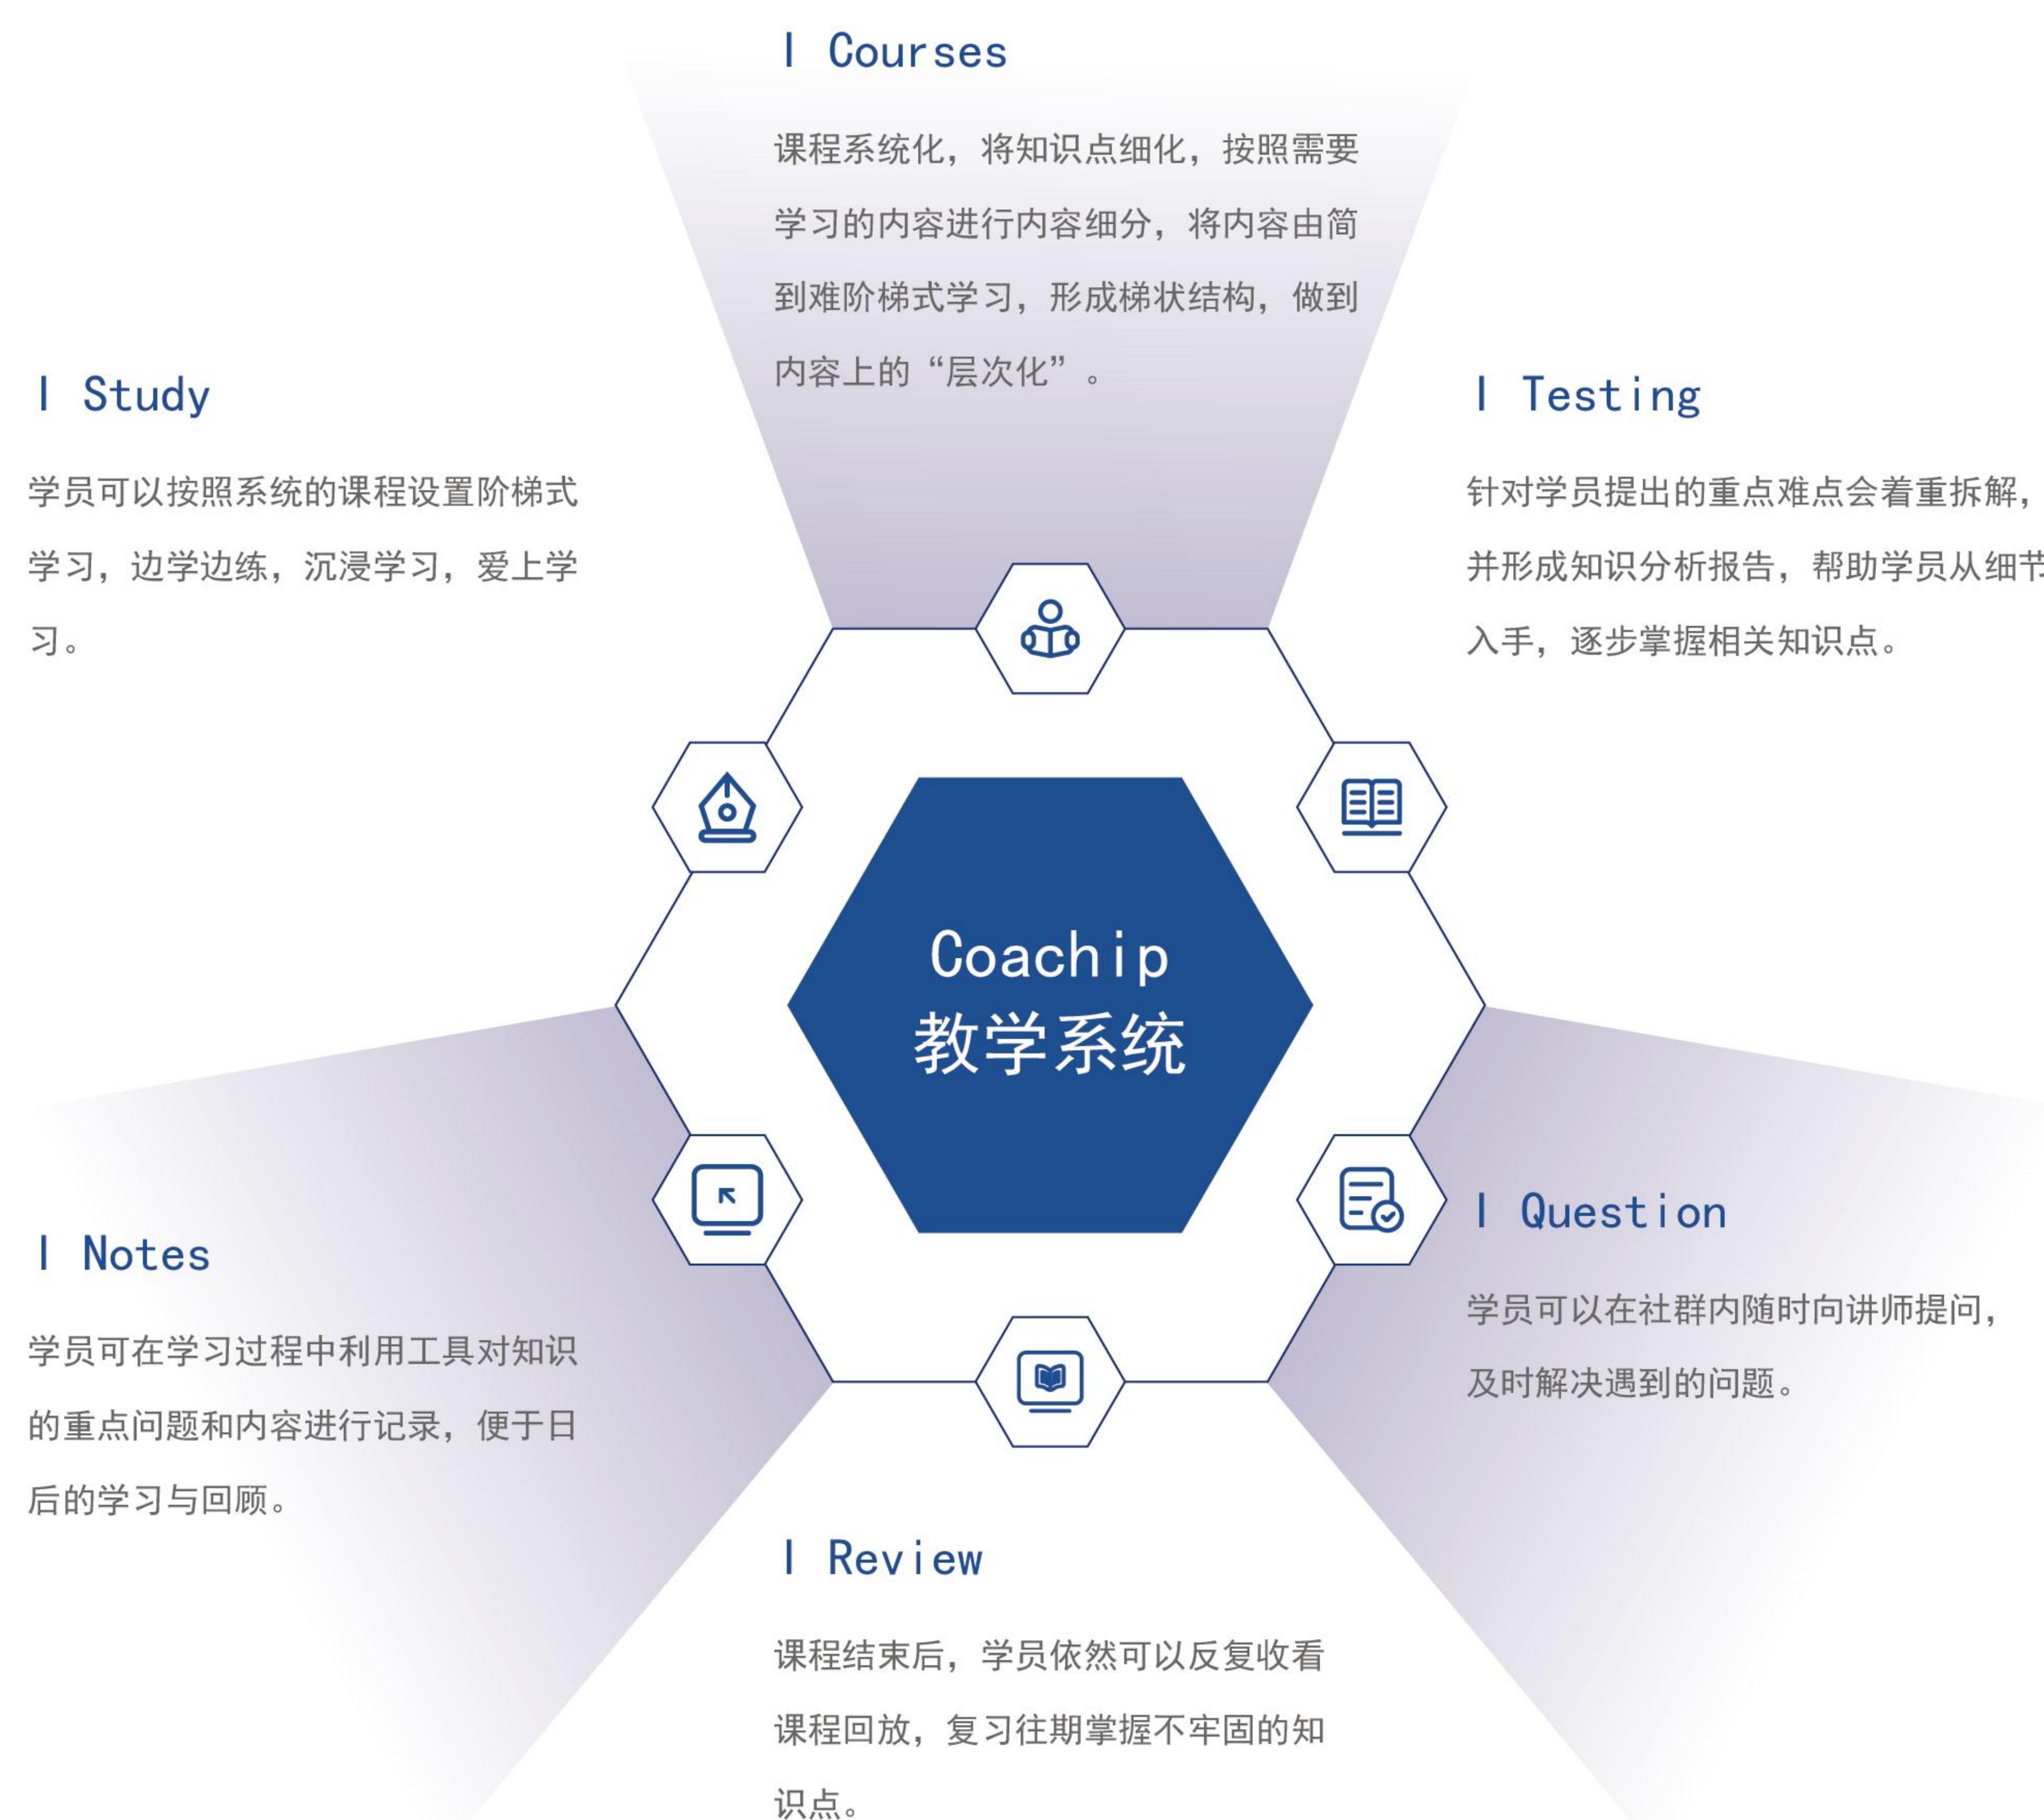 Courses
课程系统化，将知识点细化，按照需要
学习的内容进行内容细分，将内容由简
到难阶梯式学习，形成梯状结构，做到
内容上的“层次化”。
Study
学员可以按照系统的课程设置阶梯式
学习，边学边练，沉浸学习，爱上学
习。
Testing
针对学员提出的重点难点会着重拆解，
并形成知识分析报告，帮助学员从细节
入手，逐步掌握相关知识点。
Coachip
教学系统
Notes
学员可在学习过程中利用工具对知识
的重点问题和内容进行记录，便于日
后的学习与回顾。
Question
学员可以在社群内随时向讲师提问，
及时解决遇到的问题。
Review
课程结束后，学员依然可以反复收看
课程回放，复习往期掌握不牢固的知
识点。